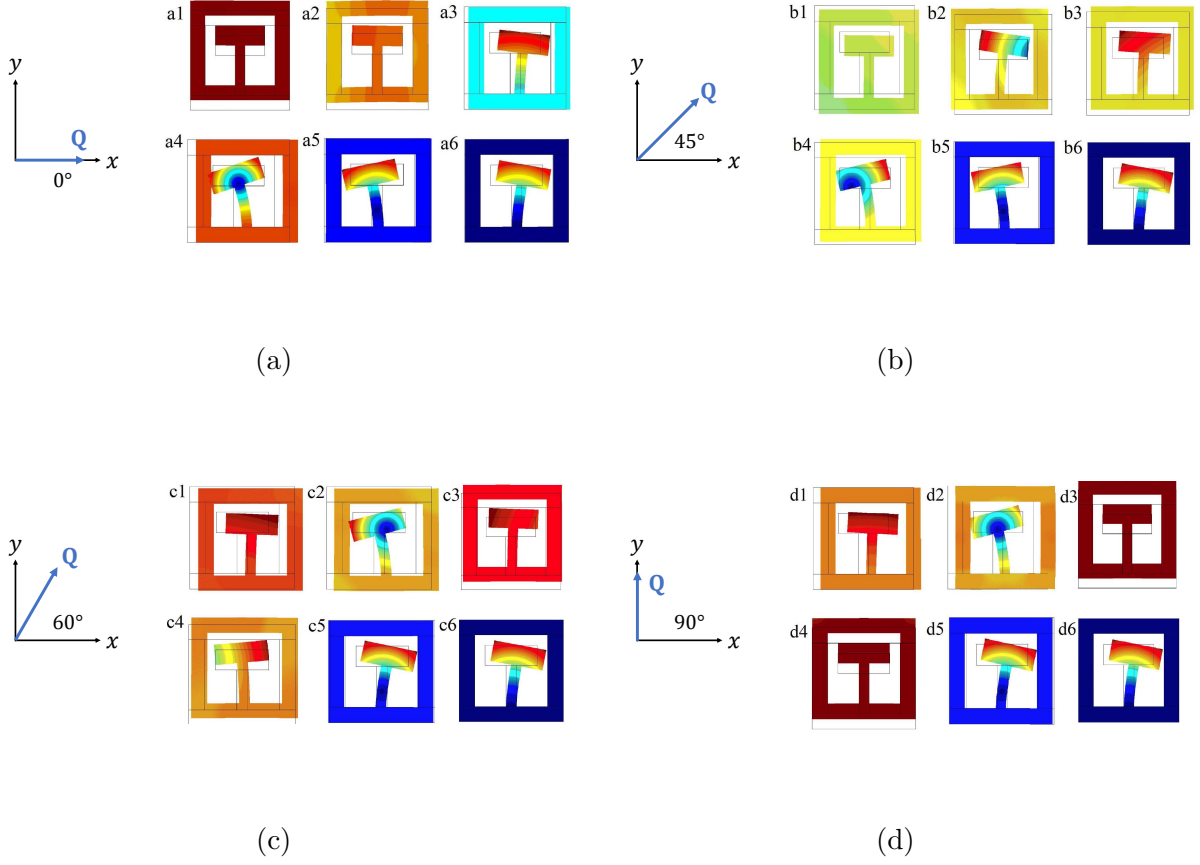 a1 a2 a3
y
Q
x
0°
a4 a5 a6
(a)
b1 b2 b3
y
Q
45°
x
b4 b5 b6
(b)
c1 c2 c3
y
Q
60°
x
c4 c5 c6
(c)
d1 d2 d3
y
Q
90°
x
d4 d5 d6
(d)